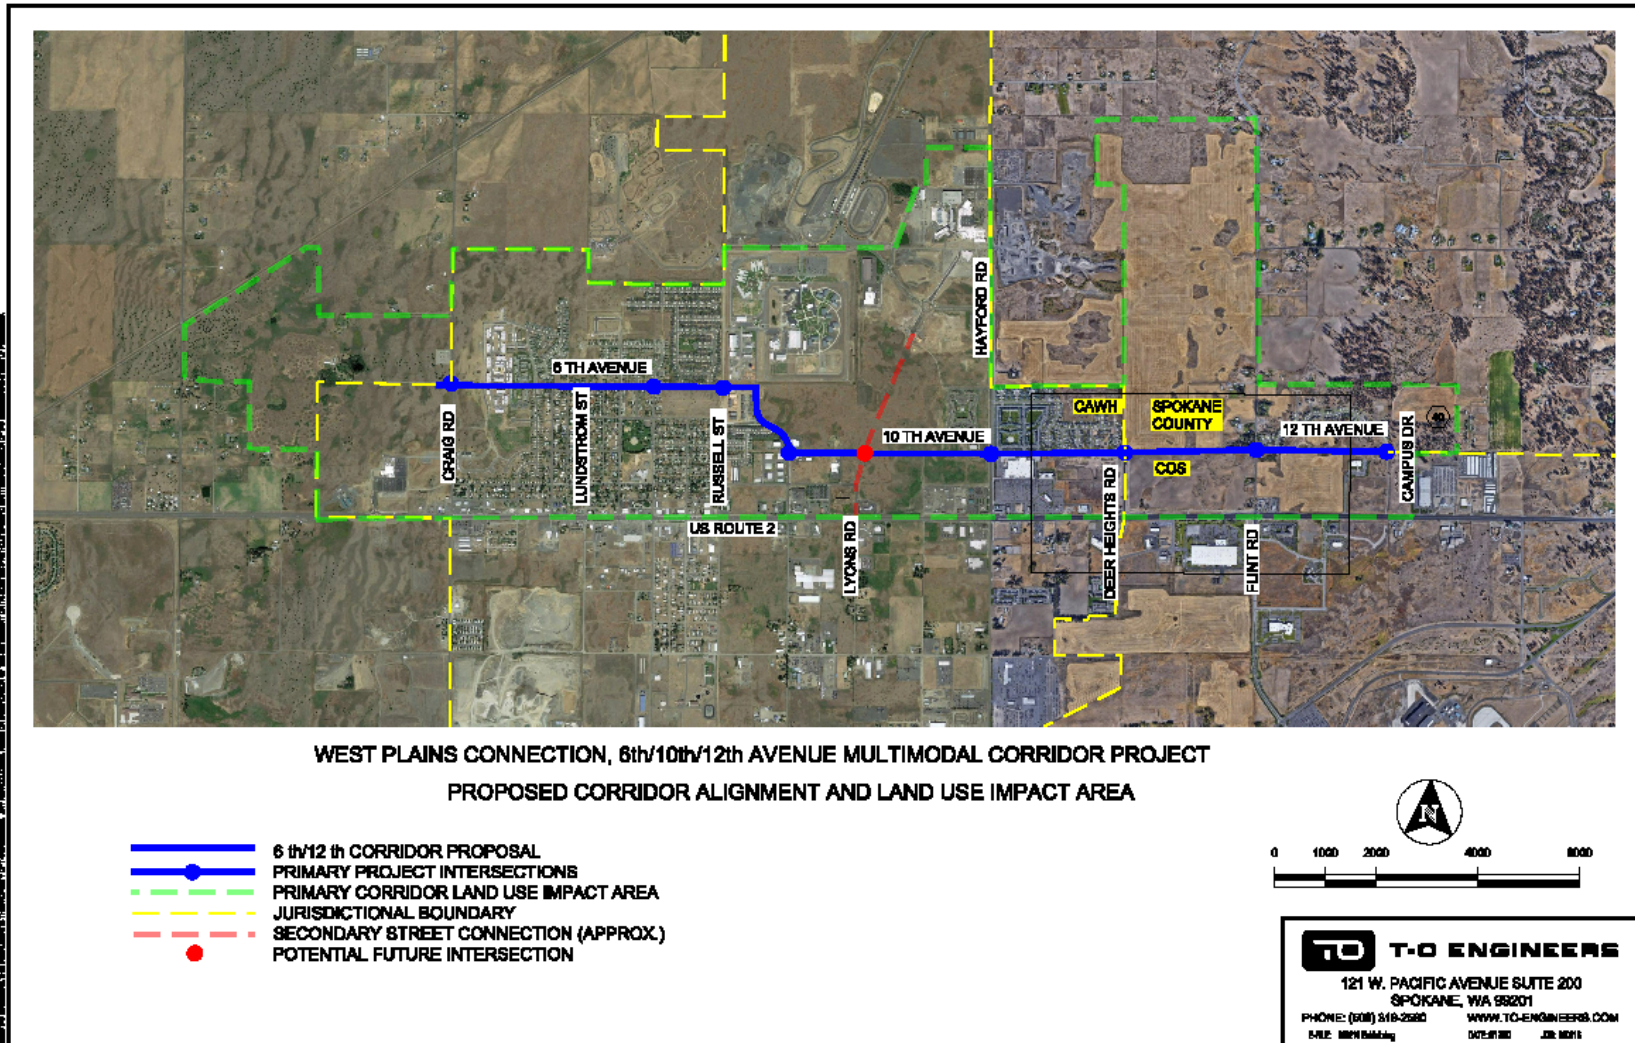 6 TH AVENUE
10 TH AVENUE
12 TH AVENUE
CRAIG RD
LUNDSTROM ST
RUSSELL ST
LYONS RD
HAYFORD RD
DEER HEIGHTS RD
FLINT RD
CAMPUS DR
US ROUTE 2
CAWH
SPOKANE
COUNTY
COS
WEST PLAINS CONNECTION, 6th/10th/12th AVENUE MULTIMODAL CORRIDOR PROJECT
PROPOSED CORRIDOR ALIGNMENT AND LAND USE IMPACT AREA
6 th/12 th CORRIDOR PROPOSAL
PRIMARY PROJECT INTERSECTIONS
PRIMARY CORRIDOR LAND USE IMPACT AREA
JURISDICTIONAL BOUNDARY
SECONDARY STREET CONNECTION (APPROX.)
POTENTIAL FUTURE INTERSECTION
N
0 1000 2000 4000
TO T-O ENGINEERS
121 W. PACIFIC AVENUE SUITE 200
SPOKANE, WA 99201
PHONE: WWW.TO-ENGINEERS.COM